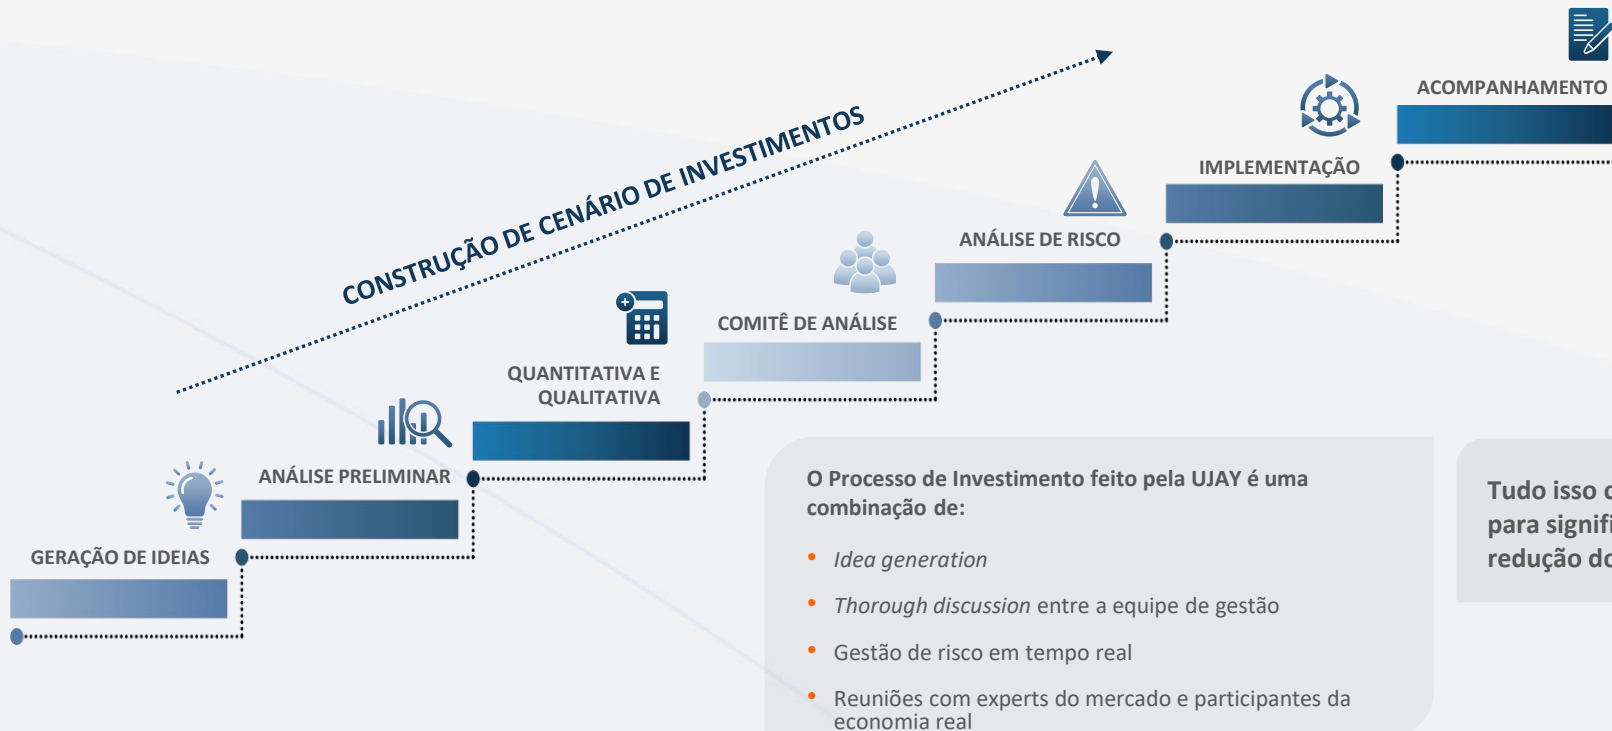 ACOMPANHAMENTO
IMPLEMENTAÇÃO
CONSTRUÇÃO DE CENÁRIO DE INVESTIMENTOS
ANÁLISE DE RISCO
COMITÊ DE ANÁLISE
QUANTITATIVA E
QUALITATIVA
ANÁLISE PRELIMINAR
GERAÇÃO DE IDEIAS
O Processo de Investimento feito pela UJAY é uma
combinação de:
• Idea generation
• Thorough discussion entre a equipe de gestão
• Gestão de risco em tempo real
• Reuniões com experts do mercado e participantes da
economia real
Tudo isso
para
redução